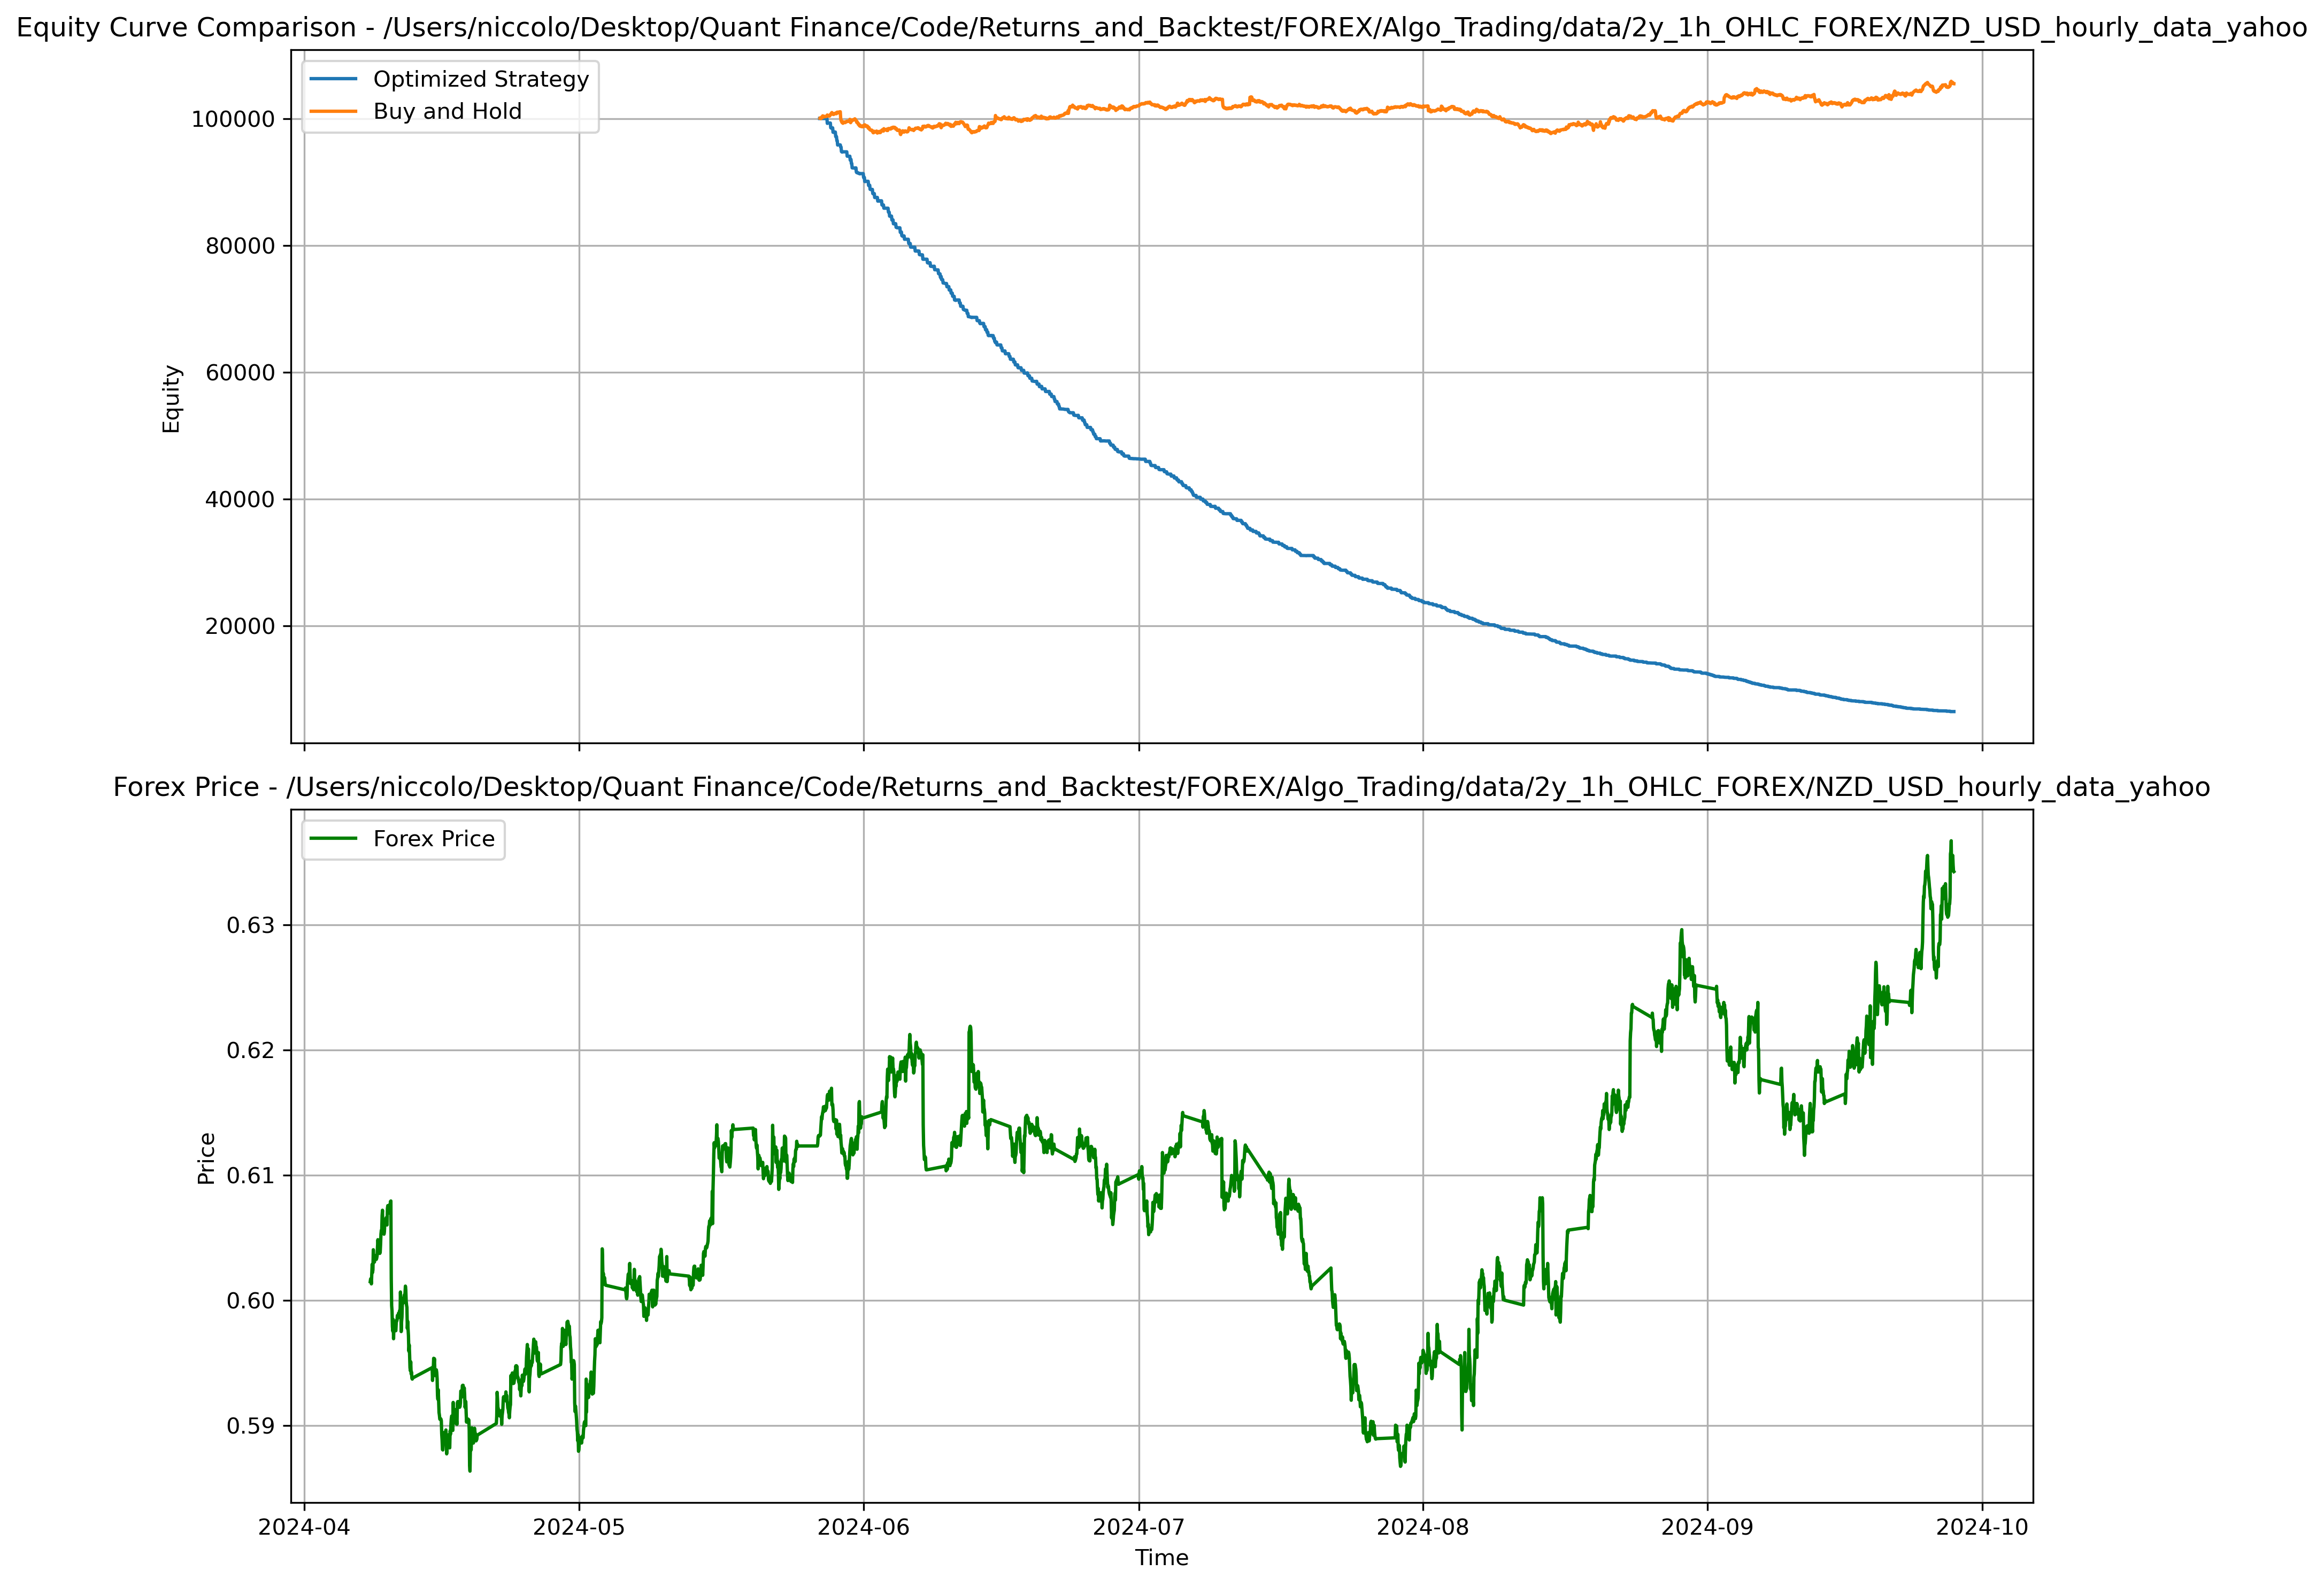 Equity Curve Comparison - /Users/niccolo/Desktop/Quant Finance/Code/Returns_and_Backtest/FOREX/Algo_Trading/data/2y_1h_OHLC_FOREX/NZD_USD_hourly_data_yahoo
Optimized Strategy
Buy and Hold
100000
80000
60000
40000
20000
Equity
Forex Price - /Users/niccolo/Desktop/Quant Finance/Code/Returns_and_Backtest/FOREX/Algo_Trading/data/2y_1h_OHLC_FOREX/NZD_USD_hourly_data_yahoo
Forex Price
0.63
0.62
0.61
0.60
0.59
Price
2024-04 2024-05 2024-06 2024-07 2024-08 2024-09 2024-10
Time